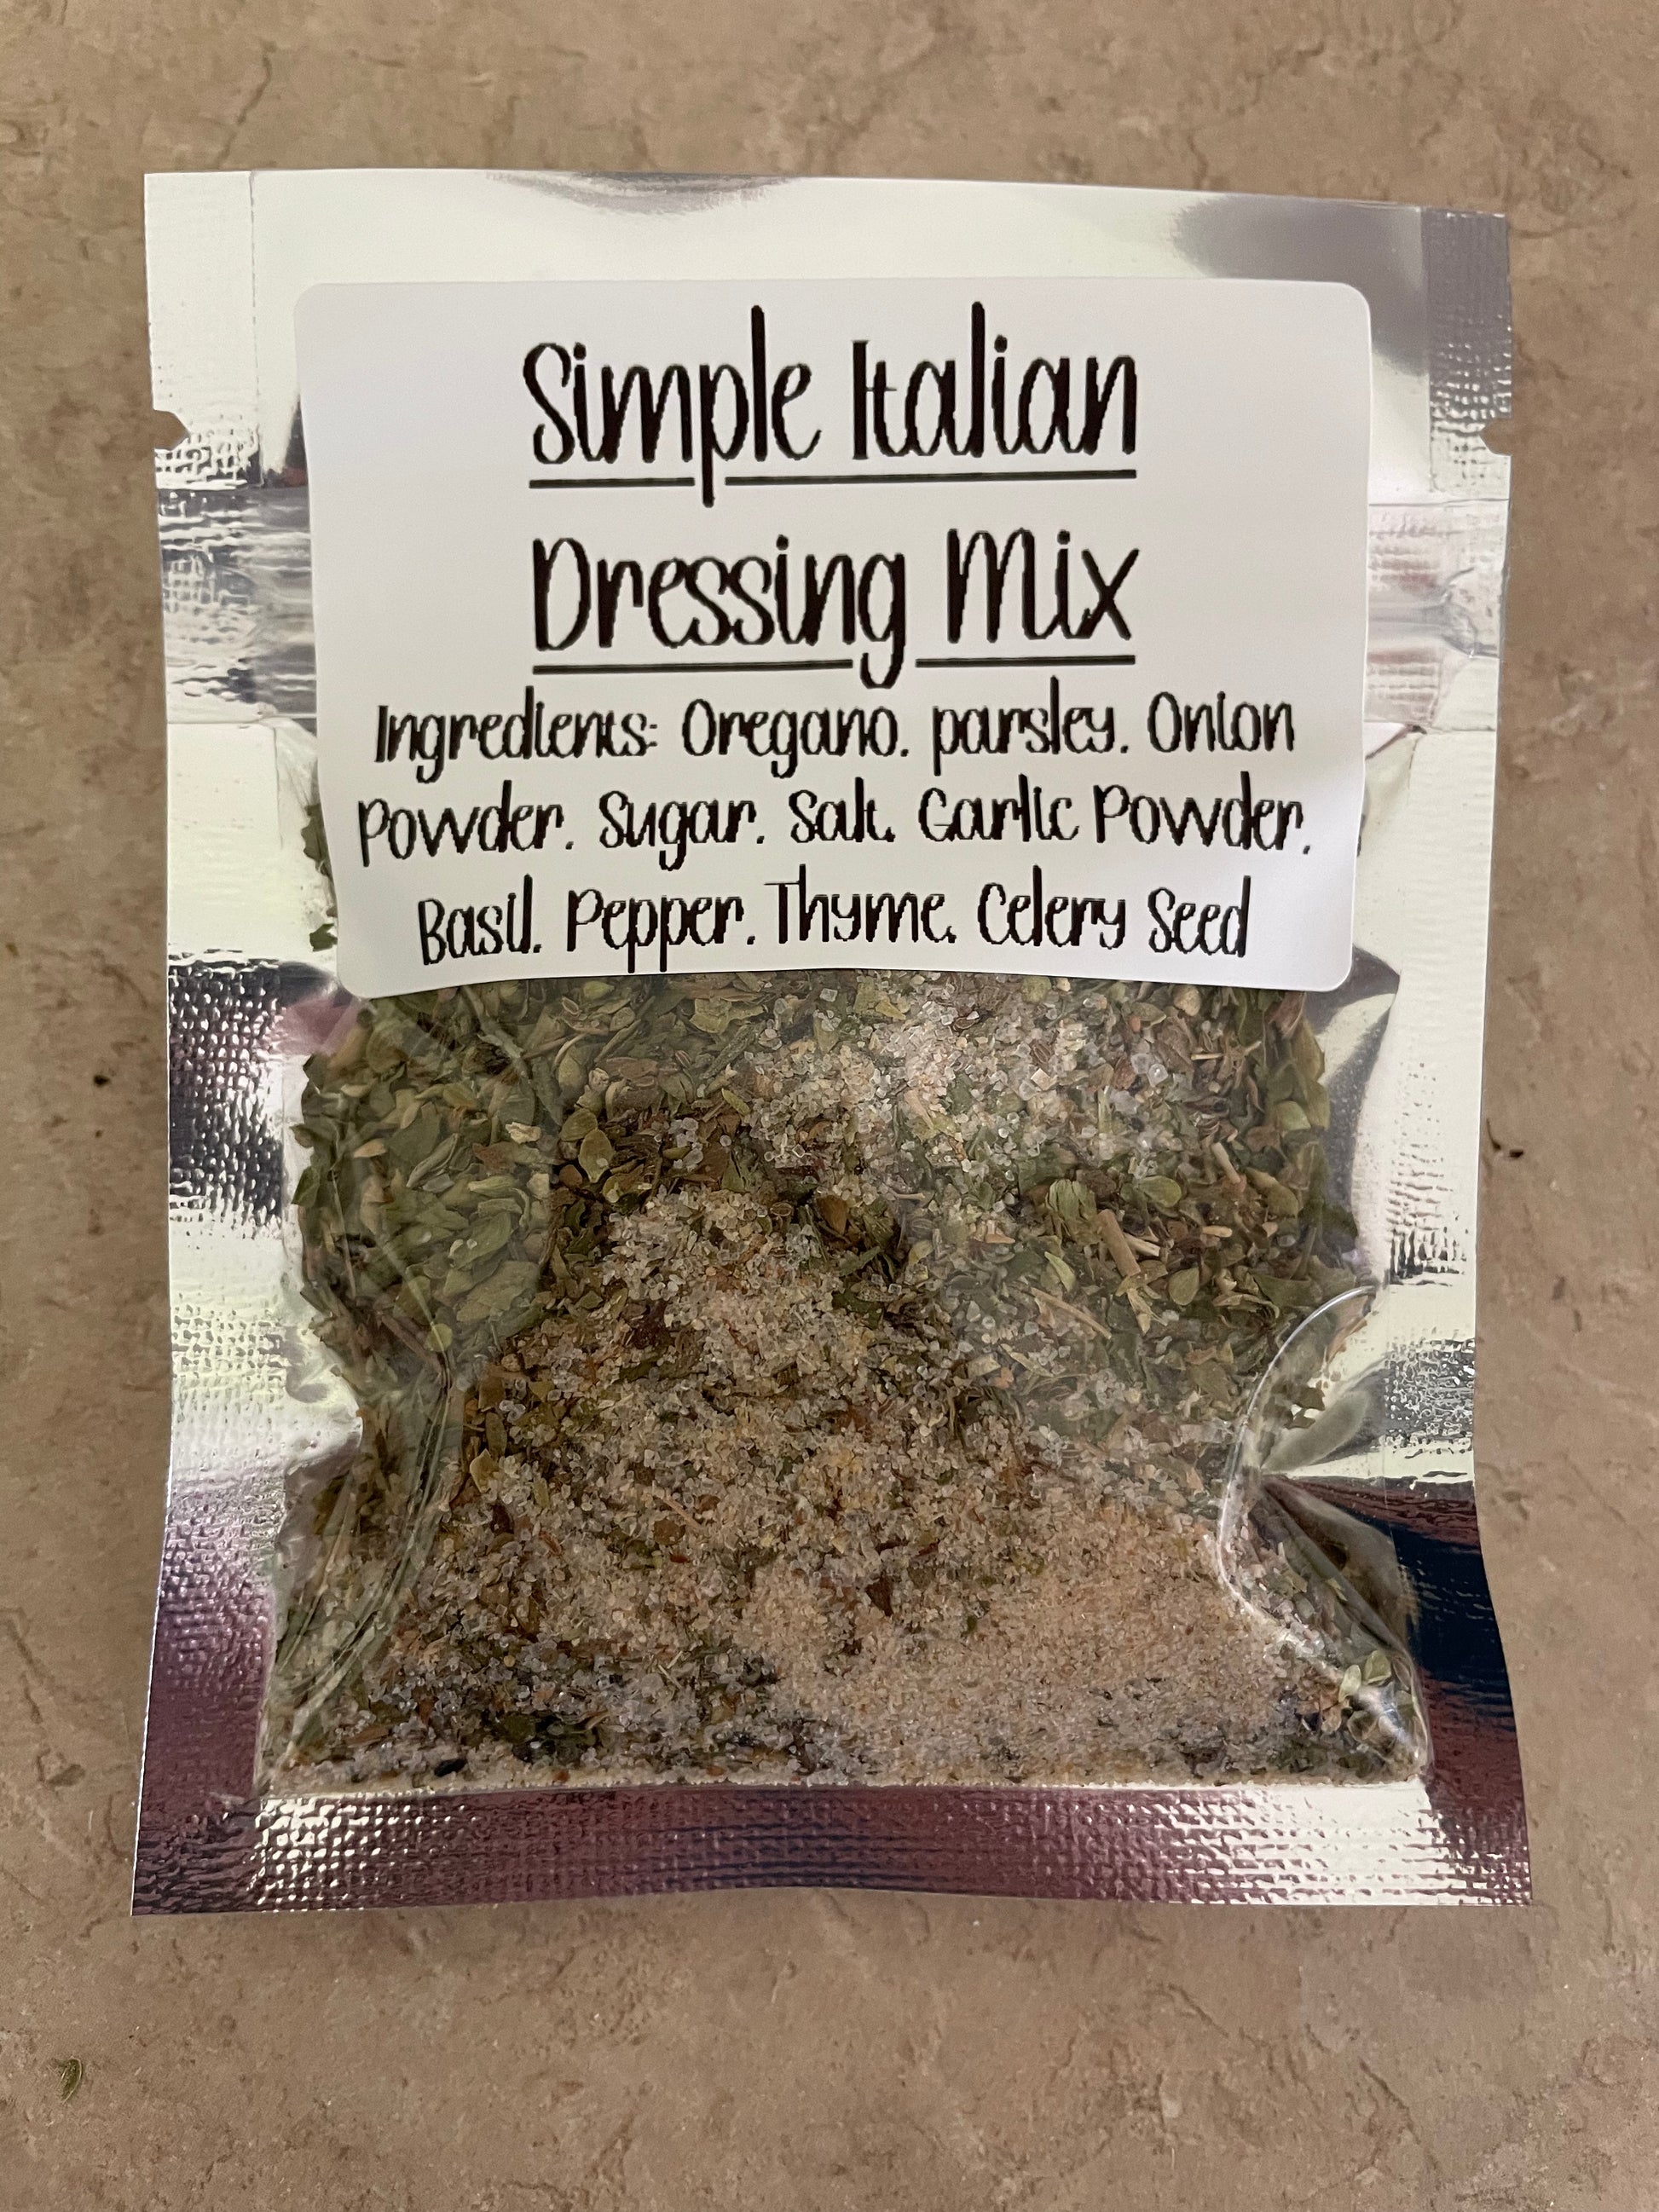 Simple Italian
Dressing Mix
Ingredients: Oregano, parsley, Onion
Powder, Sugar, Salt, Garlic Powder,
Basil, Pepper, Thyme, Celery Seed